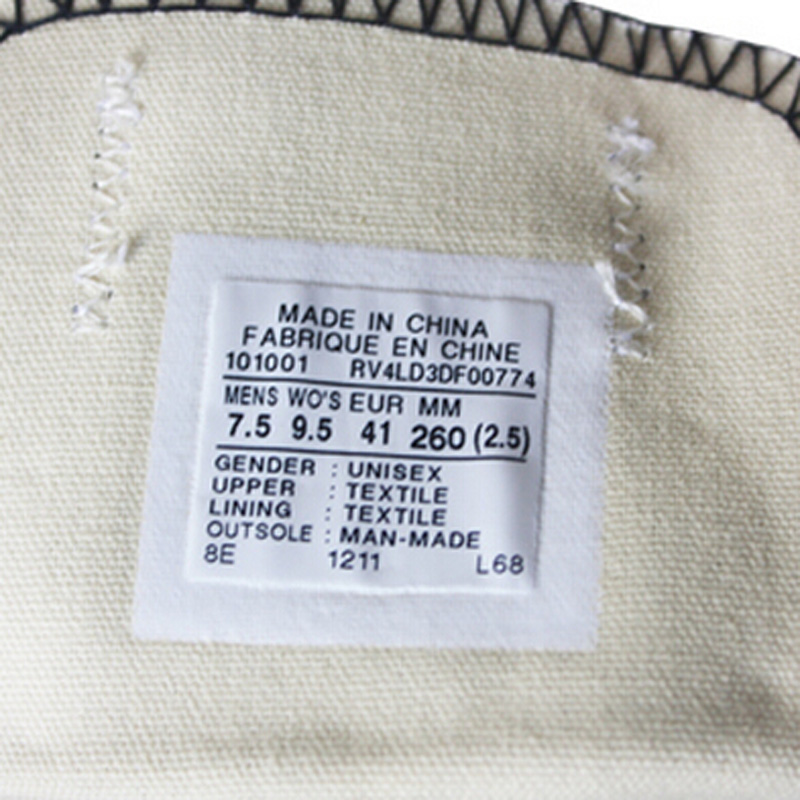 MADE IN CHINA
FABRIQUE EN CHINE
101001 RV4LD3DF00774
MENS WO'S EUR MM
7.5 9.5 41 260 (2.5)
GENDER : UNISEX
UPPER : TEXTILE
LINING : TEXTILE
OUTSOLE : MAN-MADE
8E 1211 L68